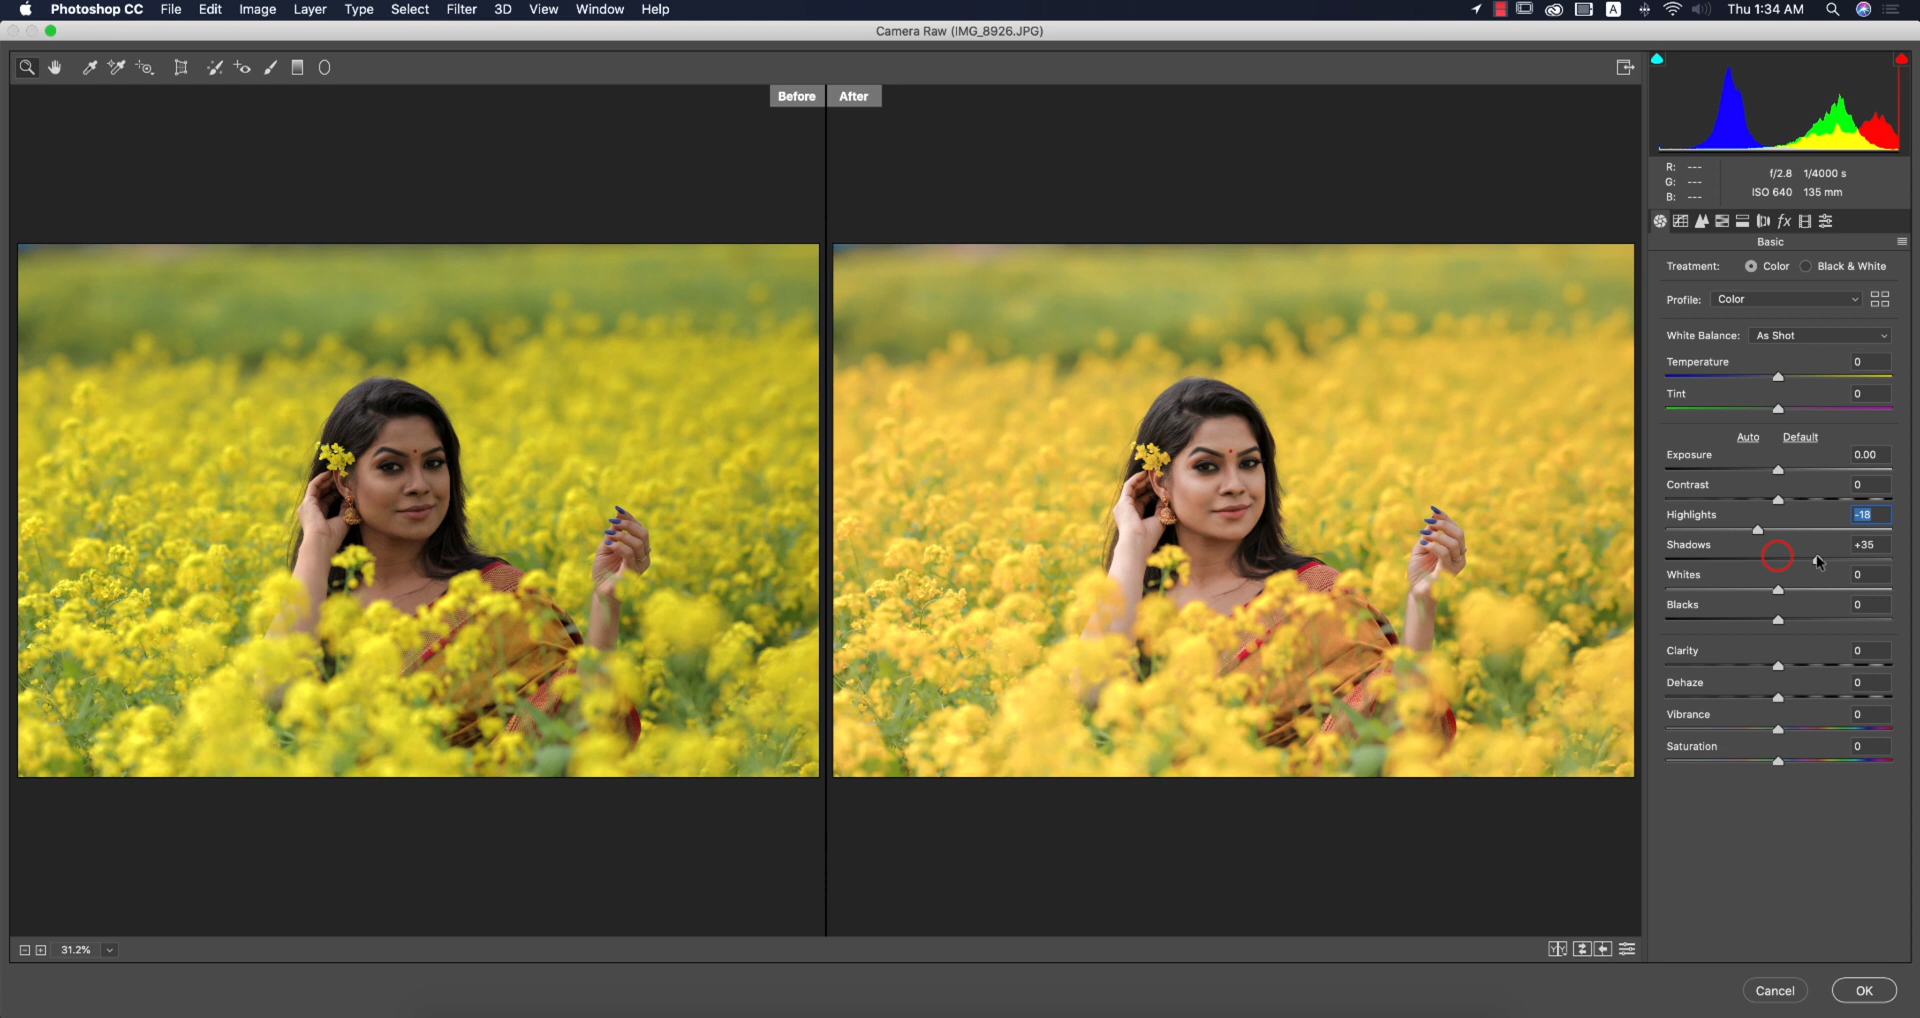 Photoshop CC File Edit Image Layer Type Select Filter 3D View Window Help A Thu 1:34 AM
Camera Raw (IMG_8926.JPG)
Before After
R: ---
G: ---
B: ---
f/2.8 1/4000 s
ISO 640 135 mm
fx
Basic
Treatment: Color Black & White
Profile: Color
White Balance: As Shot
Temperature 0
Tint 0
Auto Default
Exposure 0.00
Contrast 0
Highlights -18
Shadows +35
Whites 0
Blacks 0
Clarity 0
Dehaze 0
Vibrance 0
Saturation 0
31.2% Y Y
Cancel OK